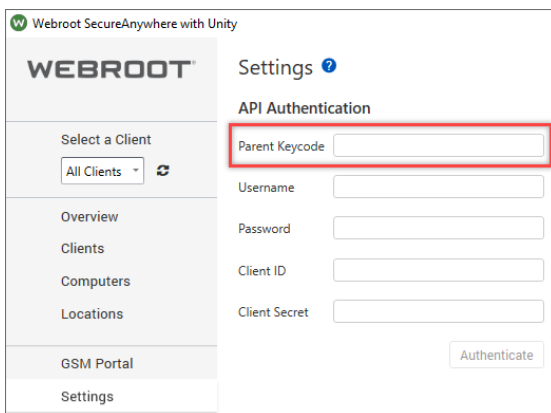 W Webroot SecureAnywhere with Unity
WEBROOT
Select a Client
All Clients
Overview
Clients
Computers
Locations
GSM Portal
Settings
Settings ?
API Authentication
Parent Keycode
Username
Password
Client ID
Client Secret
Authenticate